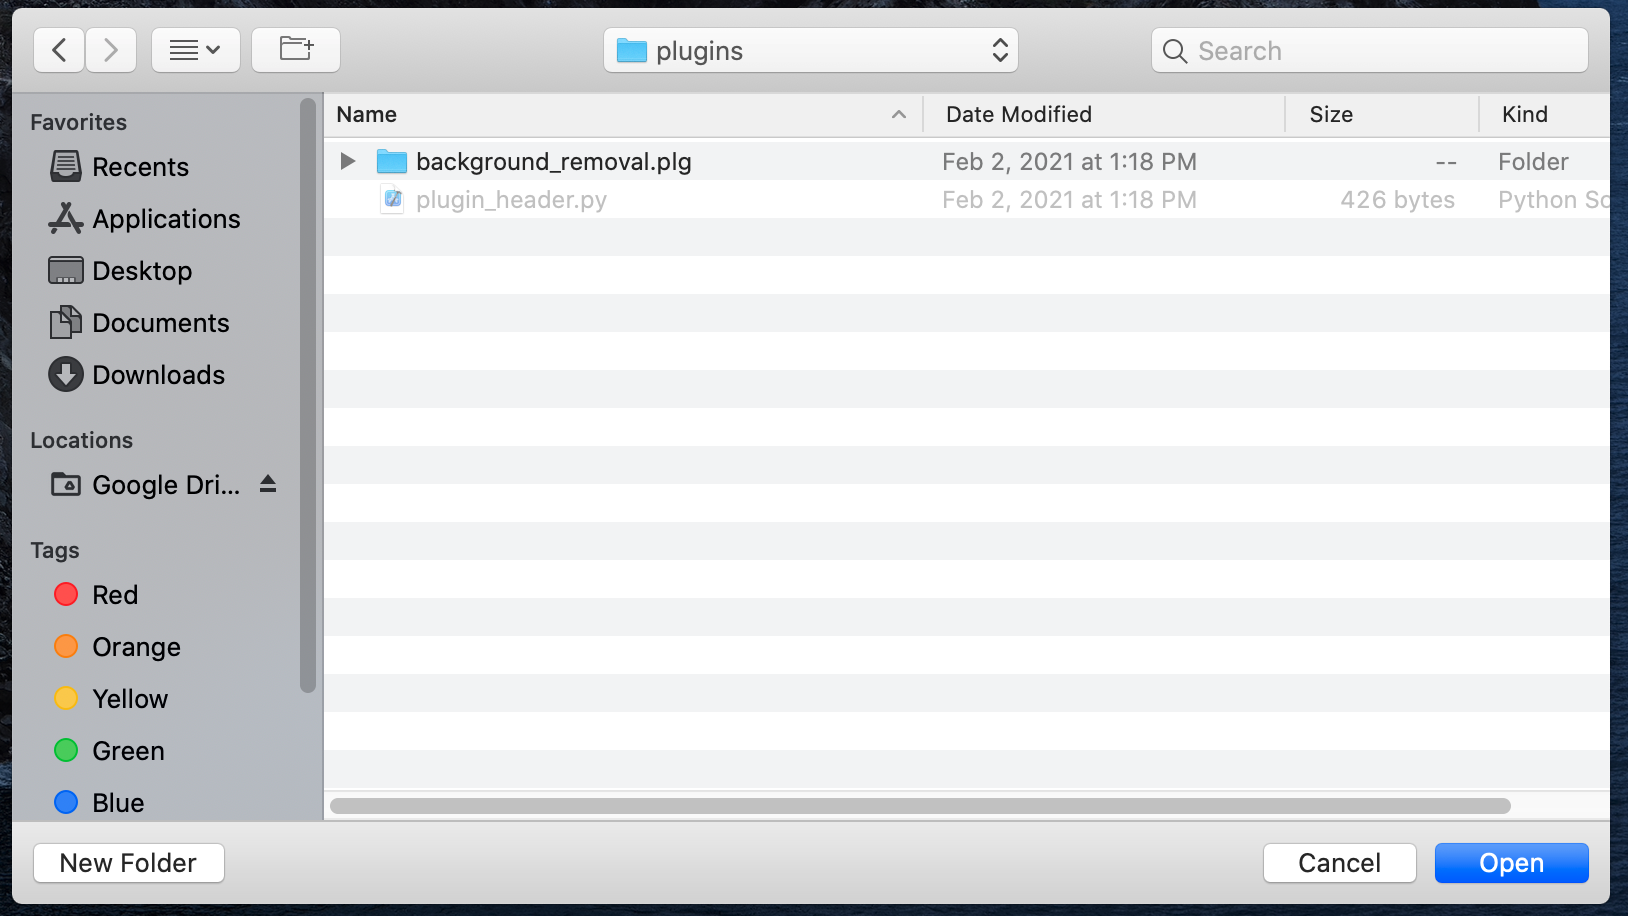 plugins
Search
Favorites
Recents
Applications
Desktop
Documents
Downloads
Locations
Google Dri...
Tags
Red
Orange
Yellow
Green
Blue
Name Date Modified Size Kind
background_removal.plg Feb 2, 2021 at 1:18 PM -- Folder
plugin_header.py Feb 2, 2021 at 1:18 PM 426 bytes Python Sc
New Folder Cancel Open